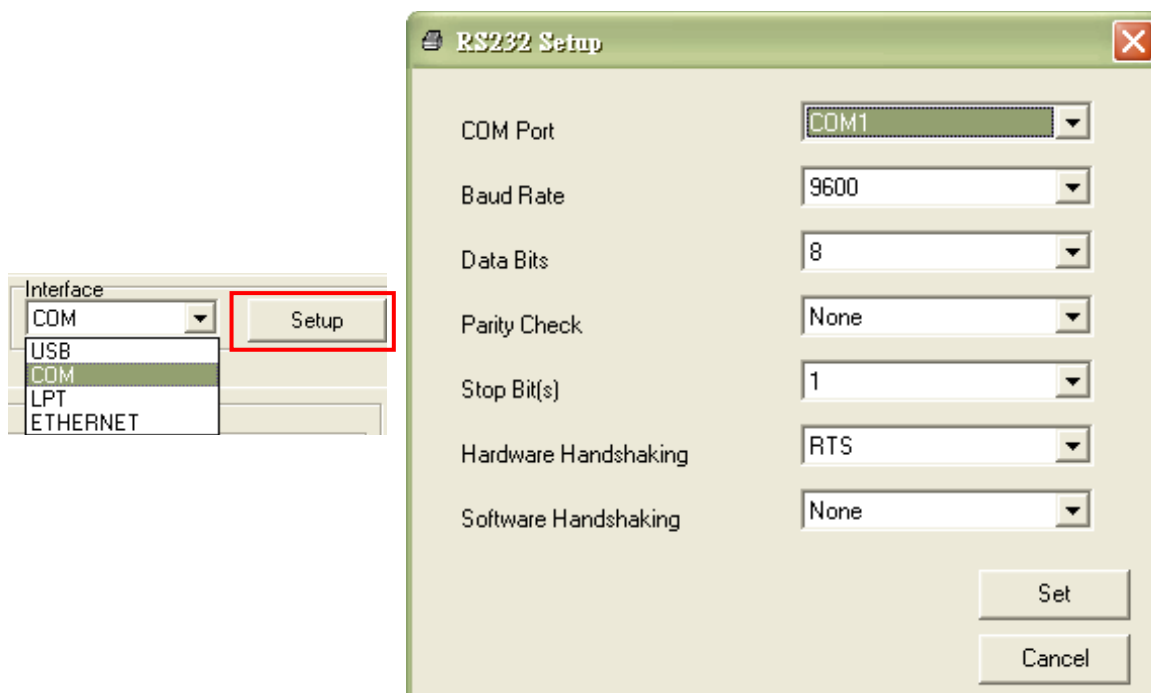 Interface
COM
Setup
USB
COM
LPT
ETHERNET
RS232 Setup
COM Port
COM1
Baud Rate
9600
Data Bits
8
Parity Check
None
Stop Bit(s)
1
Hardware Handshaking
RTS
Software Handshaking
None
Set
Cancel